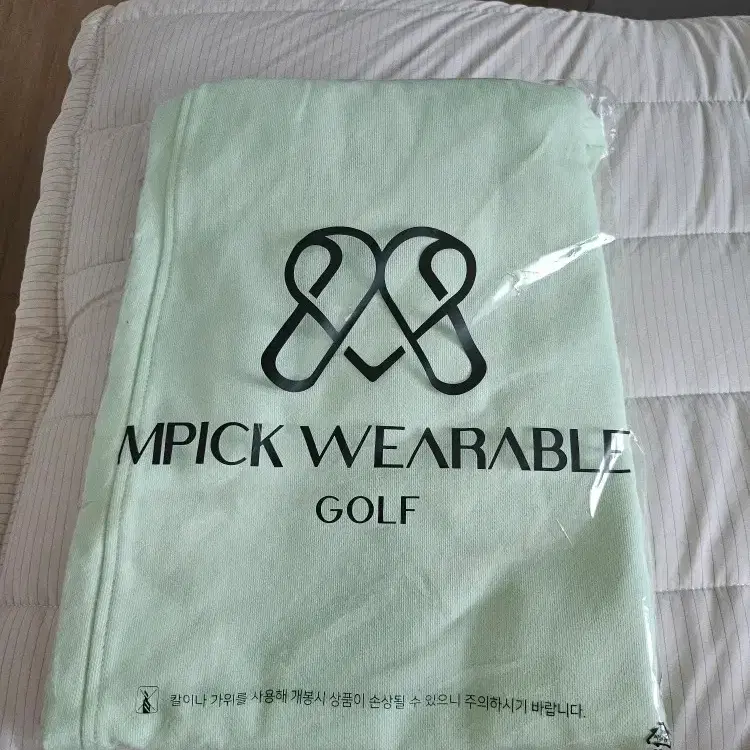 MPICK WEARABLE
GOLF
칼이나 가위를 사용해 개봉시 상품이 손상될 수 있으니 주의하시기 바랍니다.